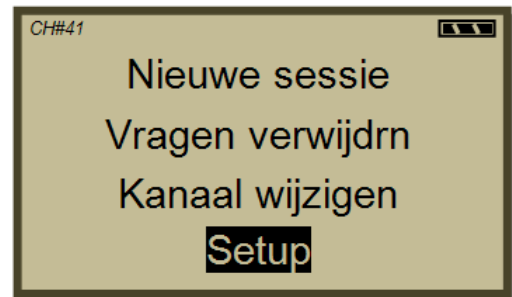 CH#41
Nieuwe sessie
Vragen verwijdrn
Kanaal wijzigen
Setup